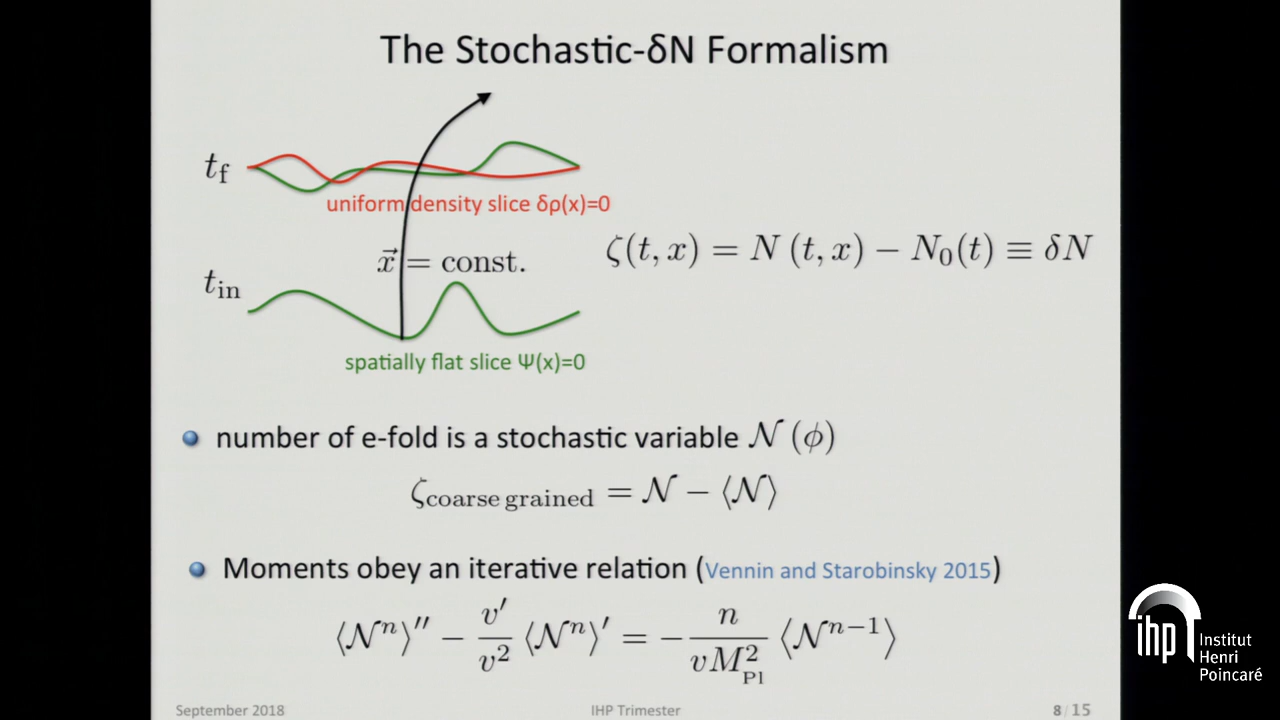 The Stochastic-δN Formalism
t_f
uniform density slice δρ(x)=0
x⃗ = const.
ζ(t, x) = N (t, x) − N₀(t) ≡ δN
t_in
spatially flat slice Ψ(x)=0
number of e-fold is a stochastic variable 𝒩 (ϕ)
ζ_coarse grained = 𝒩 − ⟨𝒩⟩
Moments obey an iterative relation (Vennin and Starobinsky 2015)
⟨𝒩ⁿ⟩″ − v′/v² ⟨𝒩ⁿ⟩′ = − n/(vM²_Pl) ⟨𝒩ⁿ⁻¹⟩
September 2018
IHP Trimester
8 / 15
ihp
Institut
Henri
Poincaré